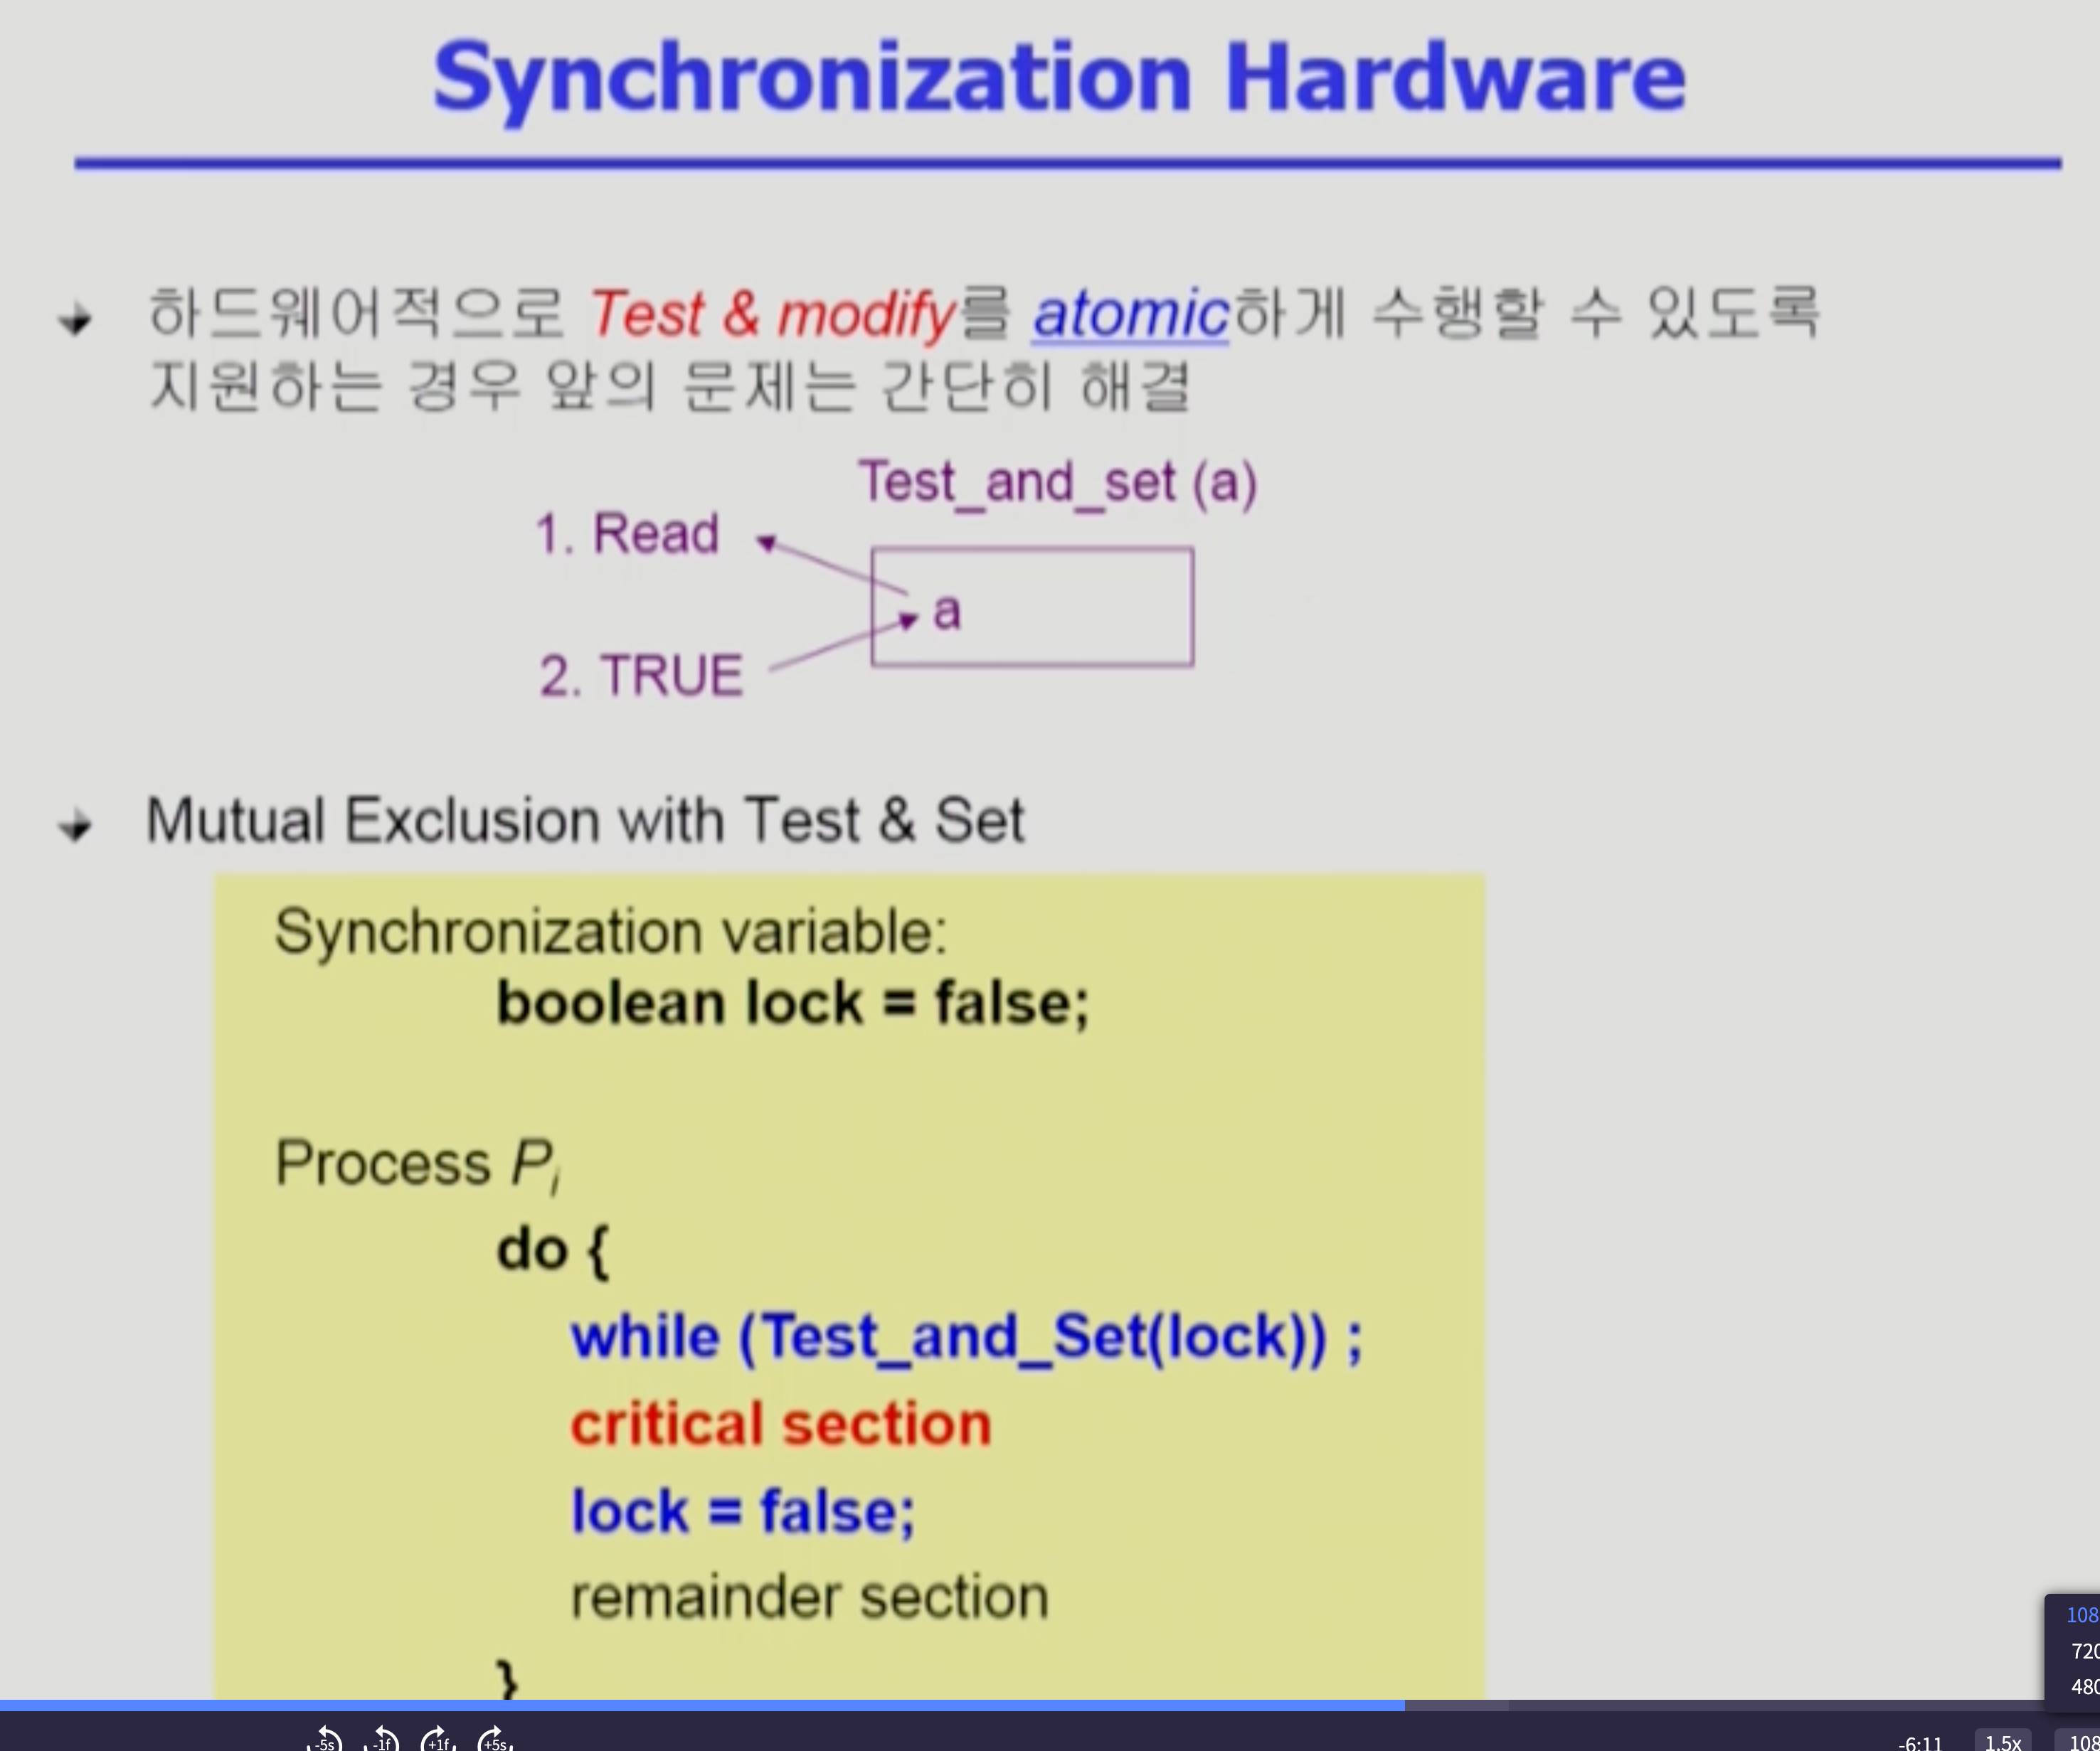 Synchronization Hardware
하드웨어적으로 Test & modify를 atomic하게 수행할 수 있도록
지원하는 경우 앞의 문제는 간단히 해결
Test_and_set (a)
1. Read
a
2. TRUE
Mutual Exclusion with Test & Set
Synchronization variable:
boolean lock = false;
Process Pi
do {
while (Test_and_Set(lock)) ;
critical section
lock = false;
remainder section
}
108
720
480
-5s -1f +1f +5s
-6:11 1.5x 108